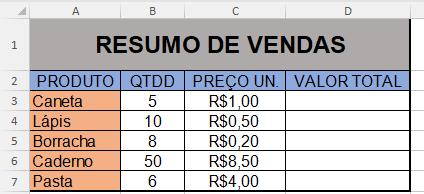 A B C D
1 RESUMO DE VENDAS
2 PRODUTO QTDD PREÇO UN. VALOR TOTAL
3 Caneta 5 R$1,00
4 Lápis 10 R$0,50
5 Borracha 8 R$0,20
6 Caderno 50 R$8,50
7 Pasta 6 R$4,00